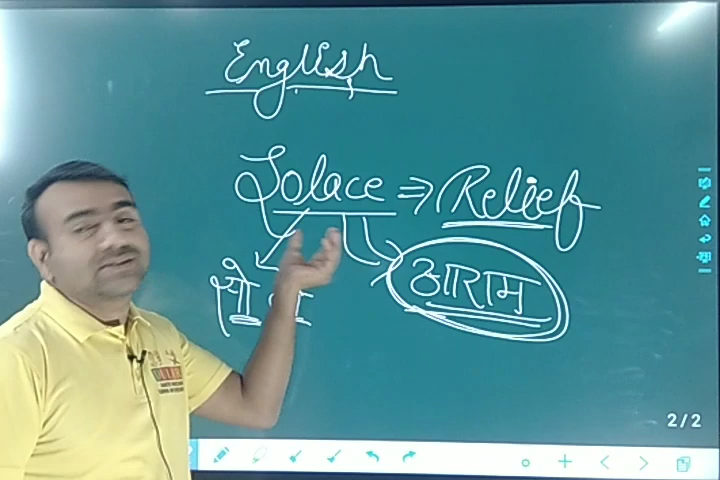 English
Solace ⇒ Relief
आराम
2/2